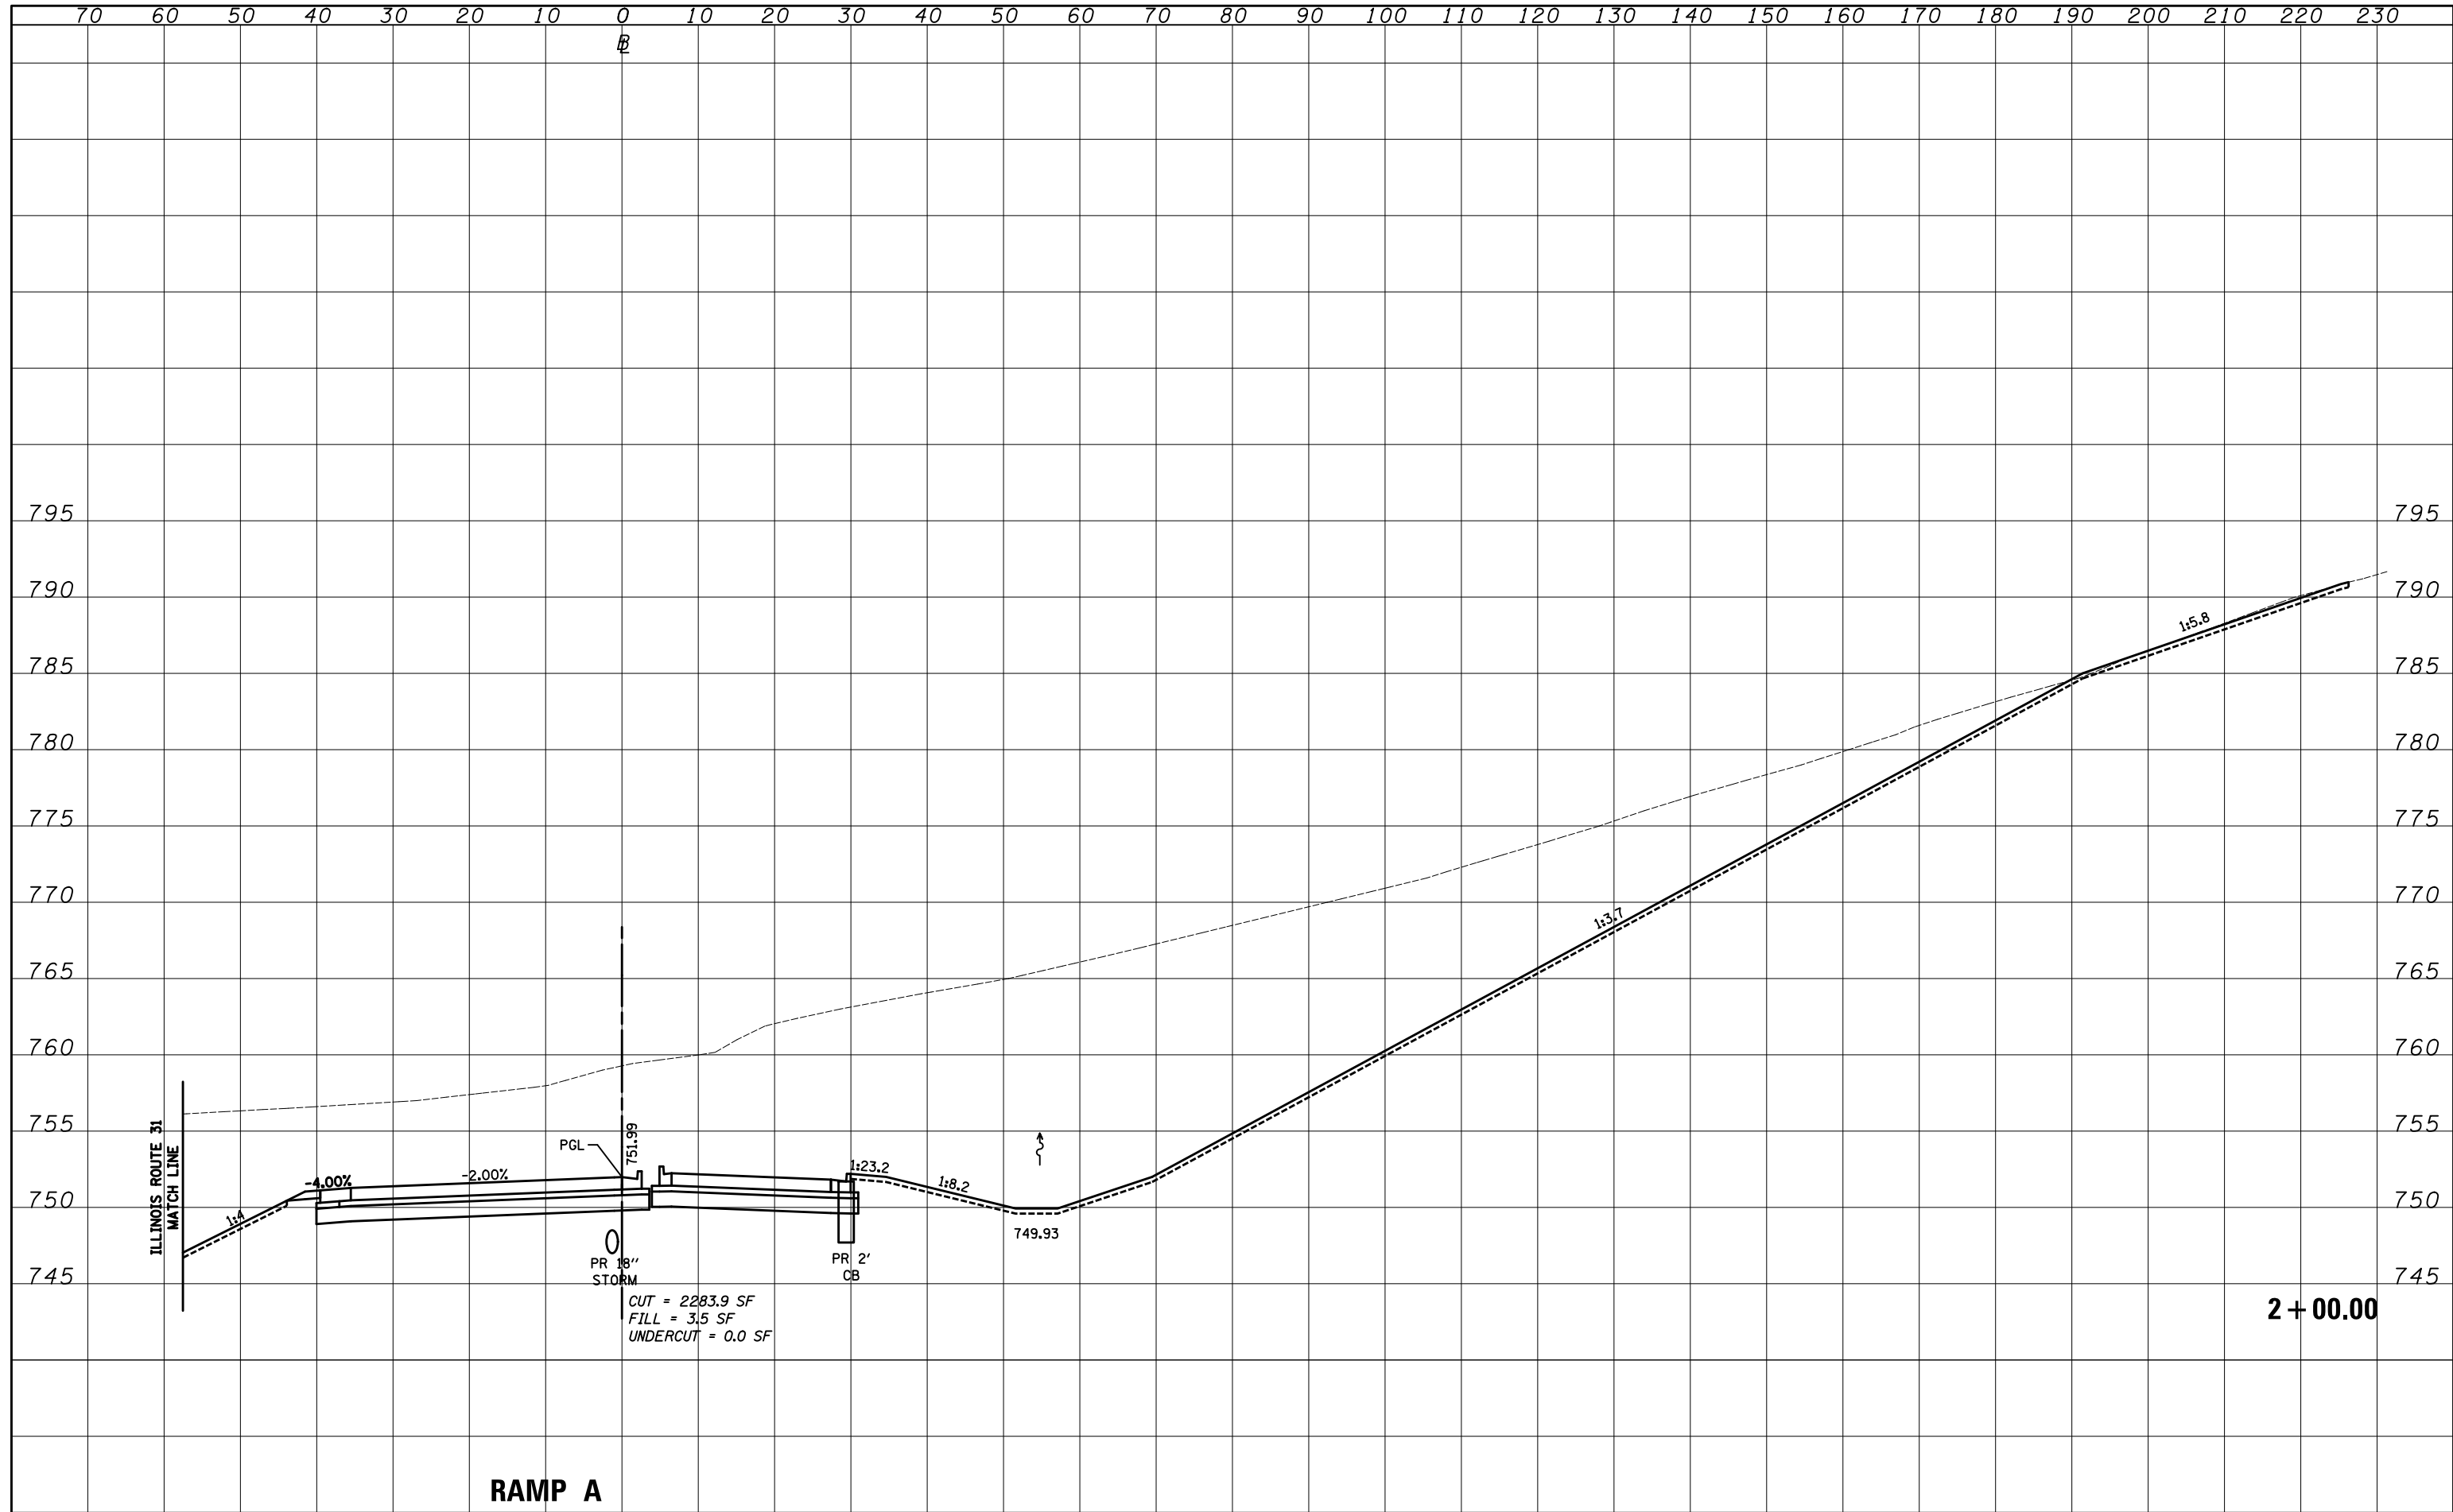 70 60 50 40 30 20 10 0 10 20 30 40 50 60 70 80 90 100 110 120 130 140 150 160 170 180 190 200 210 220 230
795 795
790 790
1:5.8
785 785
780 780
775 775
770 770
1:3.7
765 765
760 760
755 755
ILLINOIS ROUTE 31
MATCH LINE
PGL
751.99
-4.00%
-2.00%
1:23.2
1:8.2
750 750
1:4
749.93
PR 18''
STORM
PR 2'
CB
745 745
CUT = 2283.9 SF
FILL = 3.5 SF
UNDERCUT = 0.0 SF
2+00.00
RAMP A